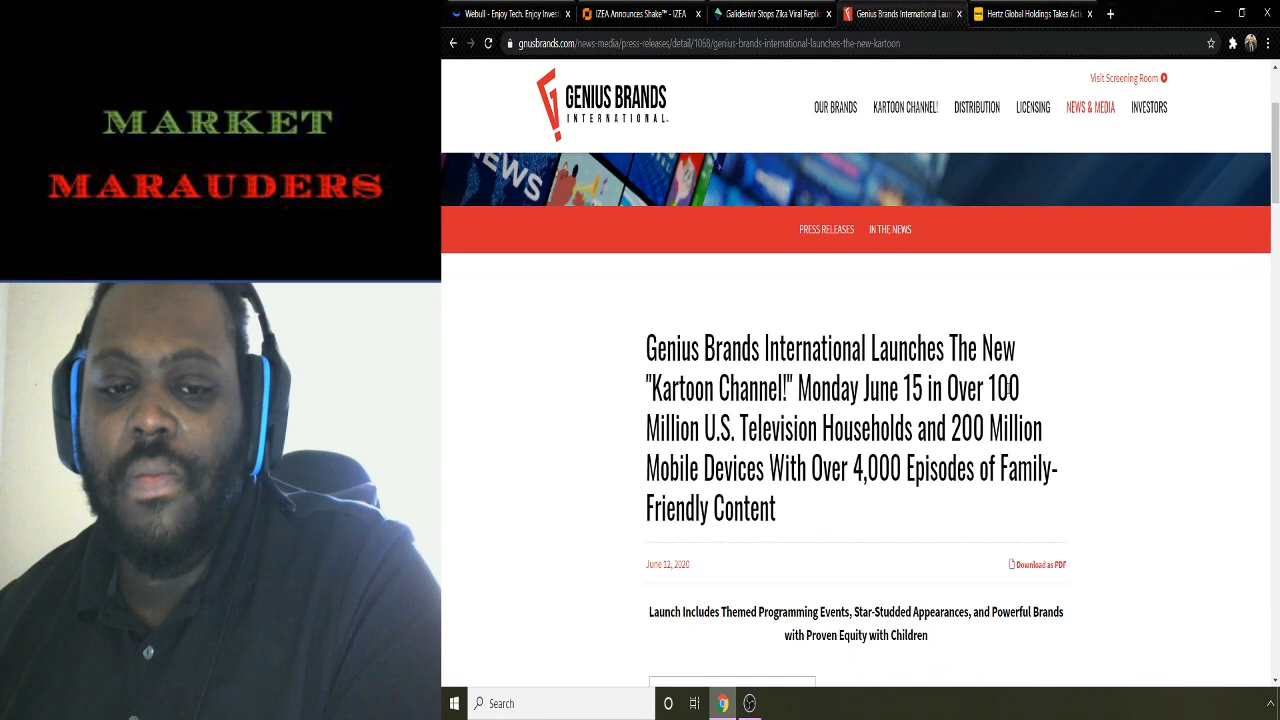 MARKET
MARAUDERS
Webull - Enjoy Tech. Enjoy Invest
IZEA Announces Shake™ - IZEA
Galidesivir Stops Zika Viral Replic
Genius Brands International Laun
Hertz Global Holdings Takes Acti
gnusbrands.com/news-media/press-releases/detail/1068/genius-brands-international-launches-the-new-kartoon
Visit Screening Room
GENIUS BRANDS
INTERNATIONAL
OUR BRANDS KARTOON CHANNEL! DISTRIBUTION LICENSING NEWS & MEDIA INVESTORS
NEWS
PRESS RELEASES IN THE NEWS
Genius Brands International Launches The New
"Kartoon Channel!" Monday June 15 in Over 100
Million U.S. Television Households and 200 Million
Mobile Devices With Over 4,000 Episodes of Family-
Friendly Content
June 12, 2020
Download as PDF
Launch Includes Themed Programming Events, Star-Studded Appearances, and Powerful Brands
with Proven Equity with Children
Search